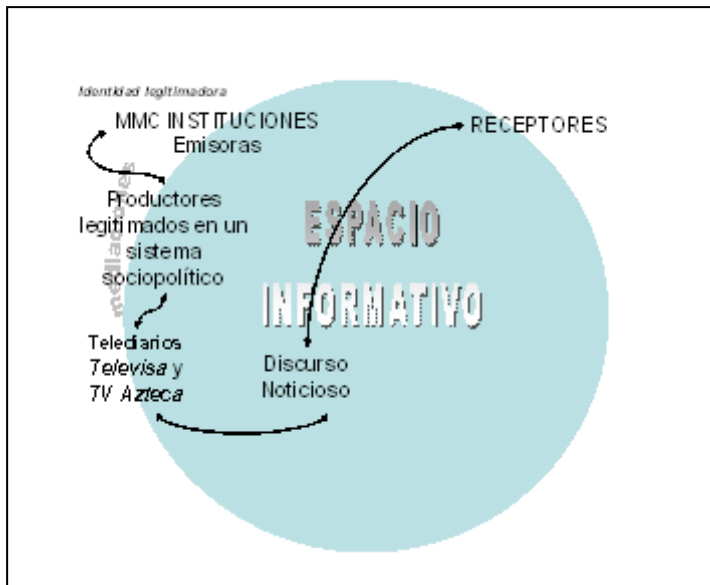 Identidad legitimadora
MMC INSTITUCIONES
Emisoras
RECEPTORES
mediaciones
Productores
legitimados en un
sistema
sociopolítico
ESPACIO
INFORMATIVO
Telediarios
Televisa y
TV Azteca
Discurso
Noticioso